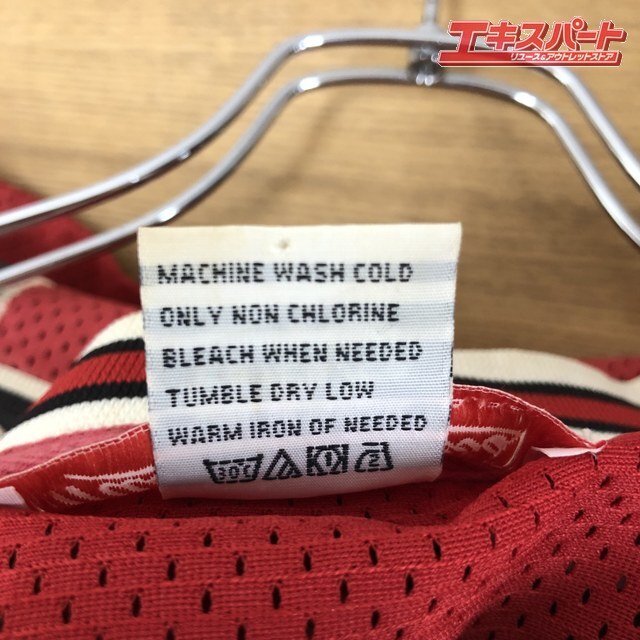 エキスパート
リユース&アウトレットストア
MACHINE WASH COLD
ONLY NON CHLORINE
BLEACH WHEN NEEDED
TUMBLE DRY LOW
WARM IRON OF NEEDED